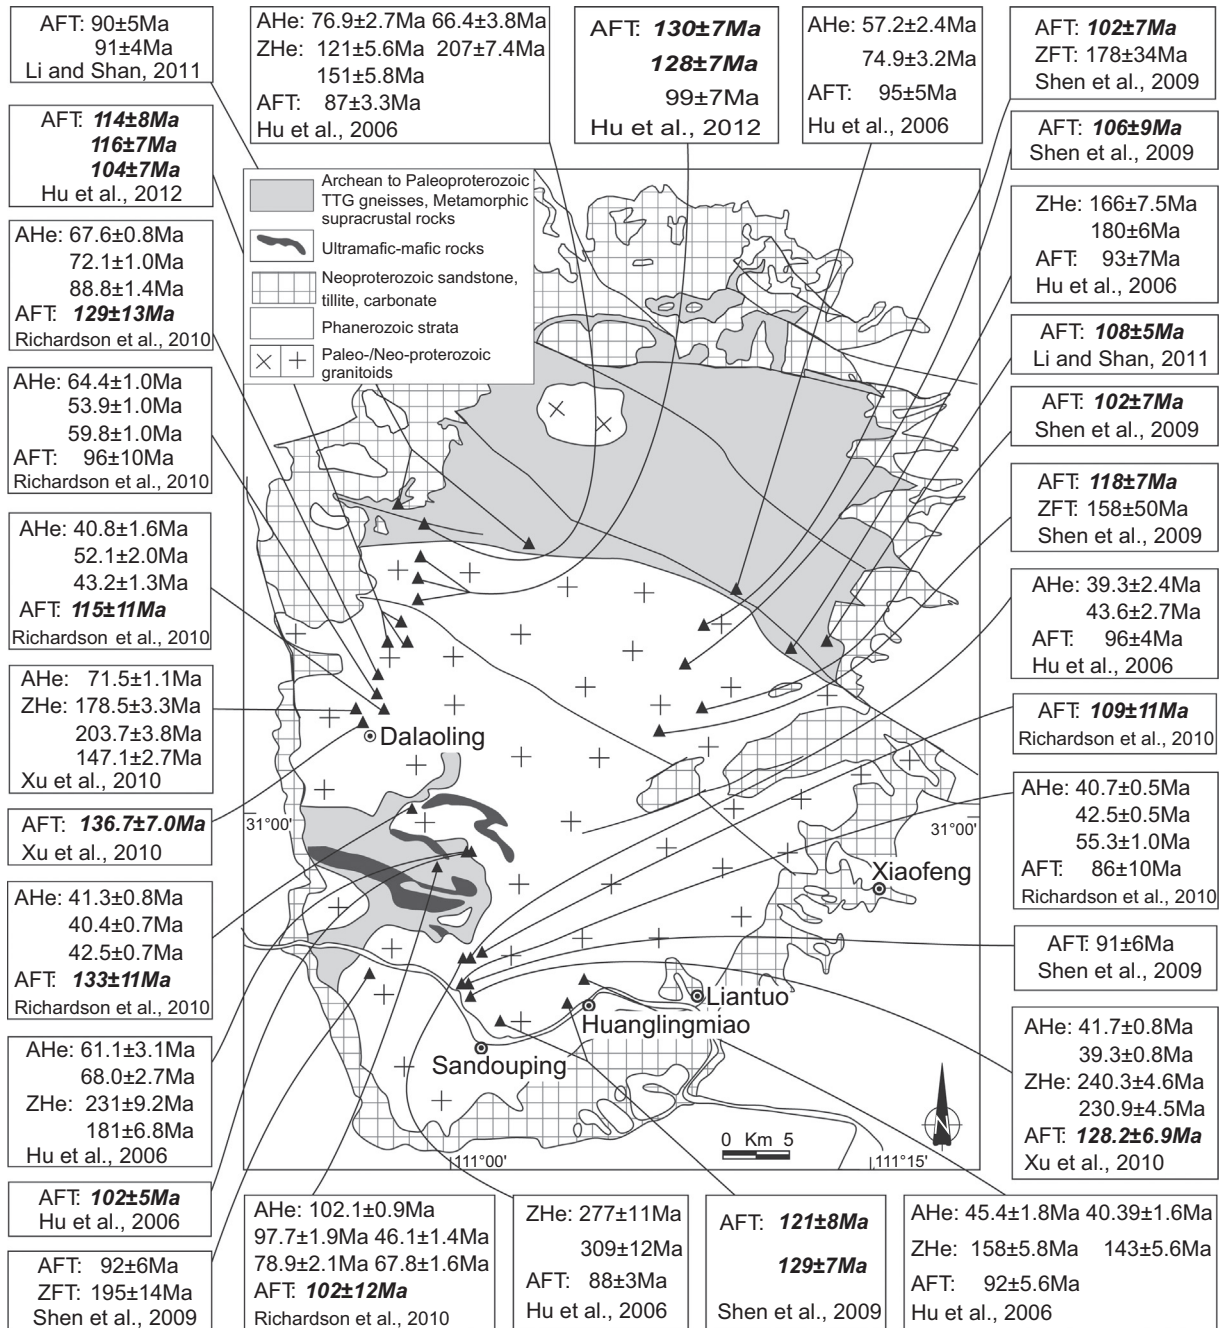 AFT: 90±5Ma
91±4Ma
Li and Shan, 2011
AHe: 76.9±2.7Ma 66.4±3.8Ma
ZHe: 121±5.6Ma 207±7.4Ma
151±5.8Ma
AFT: 87±3.3Ma
Hu et al., 2006
AFT: 130±7Ma
128±7Ma
99±7Ma
Hu et al., 2012
AHe: 57.2±2.4Ma
74.9±3.2Ma
AFT: 95±5Ma
Hu et al., 2006
AFT: 102±7Ma
ZFT: 178±34Ma
Shen et al., 2009
AFT: 114±8Ma
116±7Ma
104±7Ma
Hu et al., 2012
AHe: 67.6±0.8Ma
72.1±1.0Ma
88.8±1.4Ma
AFT: 129±13Ma
Richardson et al., 2010
AHe: 64.4±1.0Ma
53.9±1.0Ma
59.8±1.0Ma
AFT: 96±10Ma
Richardson et al., 2010
AHe: 40.8±1.6Ma
52.1±2.0Ma
43.2±1.3Ma
AFT: 115±11Ma
Richardson et al., 2010
AHe: 71.5±1.1Ma
ZHe: 178.5±3.3Ma
203.7±3.8Ma
147.1±2.7Ma
Xu et al., 2010
AFT: 136.7±7.0Ma
Xu et al., 2010
AHe: 41.3±0.8Ma
40.4±0.7Ma
42.5±0.7Ma
AFT: 133±11Ma
Richardson et al., 2010
AHe: 61.1±3.1Ma
68.0±2.7Ma
ZHe: 231±9.2Ma
181±6.8Ma
Hu et al., 2006
AFT: 102±5Ma
Hu et al., 2006
AFT: 92±6Ma
ZFT: 195±14Ma
Shen et al., 2009
Archean to Paleoproterozoic
TTG gneisses, Metamorphic
supracrustal rocks
Ultramafic-mafic rocks
Neoproterozoic sandstone,
tillite, carbonate
Phanerozoic strata
Paleo-/Neo-proterozoic
granitoids
Dalaoling
31°00'
31°00'
Xiaofeng
Liantuo
Huanglingmiao
Sandouping
0 Km 5
N
111°00'
111°15'
AFT: 106±9Ma
Shen et al., 2009
ZHe: 166±7.5Ma
180±6Ma
AFT: 93±7Ma
Hu et al., 2006
AFT: 108±5Ma
Li and Shan, 2011
AFT: 102±7Ma
Shen et al., 2009
AFT: 118±7Ma
ZFT: 158±50Ma
Shen et al., 2009
AHe: 39.3±2.4Ma
43.6±2.7Ma
AFT: 96±4Ma
Hu et al., 2006
AFT: 109±11Ma
Richardson et al., 2010
AHe: 40.7±0.5Ma
42.5±0.5Ma
55.3±1.0Ma
AFT: 86±10Ma
Richardson et al., 2010
AFT: 91±6Ma
Shen et al., 2009
AHe: 41.7±0.8Ma
39.3±0.8Ma
ZHe: 240.3±4.6Ma
230.9±4.5Ma
AFT: 128.2±6.9Ma
Xu et al., 2010
AHe: 102.1±0.9Ma
97.7±1.9Ma 46.1±1.4Ma
78.9±2.1Ma 67.8±1.6Ma
AFT: 102±12Ma
Richardson et al., 2010
ZHe: 277±11Ma
309±12Ma
AFT: 88±3Ma
Hu et al., 2006
AFT: 121±8Ma
129±7Ma
Shen et al., 2009
AHe: 45.4±1.8Ma 40.39±1.6Ma
ZHe: 158±5.8Ma 143±5.6Ma
AFT: 92±5.6Ma
Hu et al., 2006